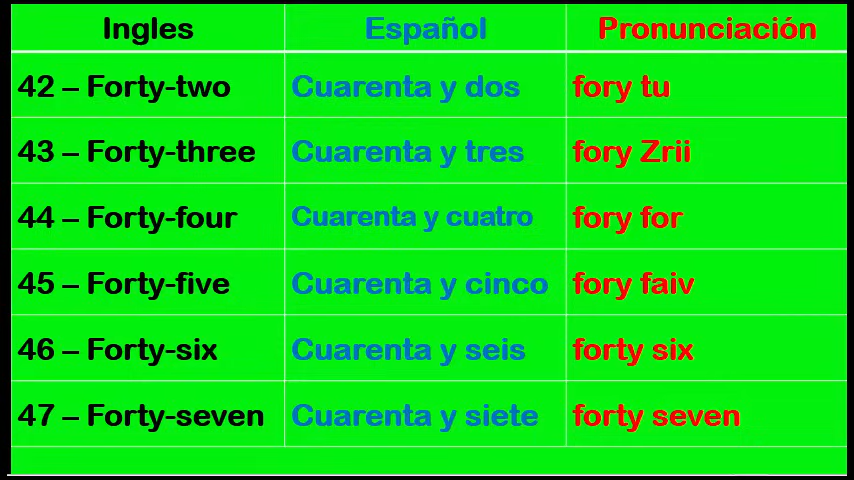 Ingles Español Pronunciación
42 – Forty-two Cuarenta y dos fory tu
43 – Forty-three Cuarenta y tres fory Zrii
44 – Forty-four Cuarenta y cuatro fory for
45 – Forty-five Cuarenta y cinco fory faiv
46 – Forty-six Cuarenta y seis forty six
47 – Forty-seven Cuarenta y siete forty seven